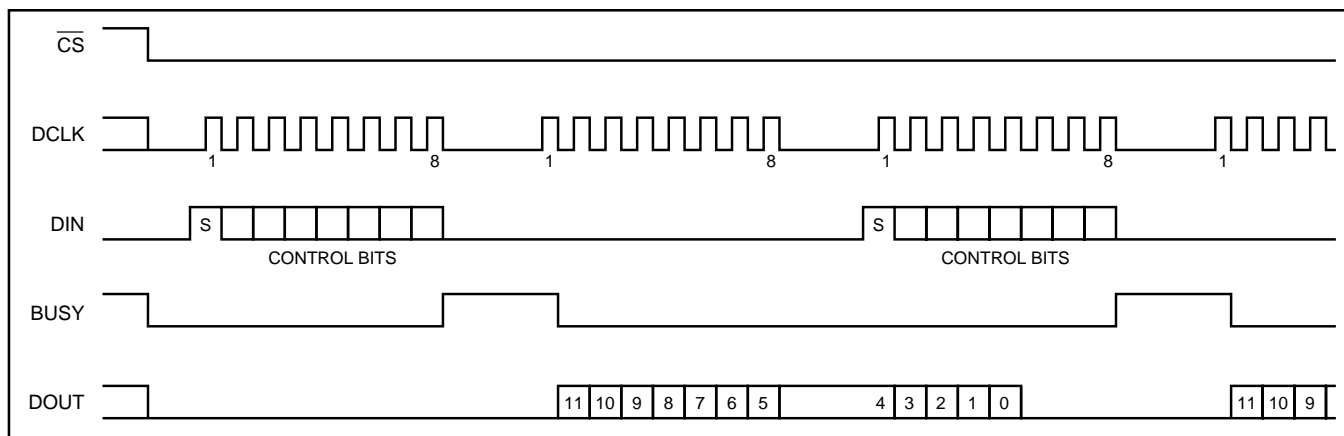 CS
DCLK
1 8 1 8 1 8 1
DIN
S S
CONTROL BITS CONTROL BITS
BUSY
DOUT
11 10 9 8 7 6 5 4 3 2 1 0 11 10 9